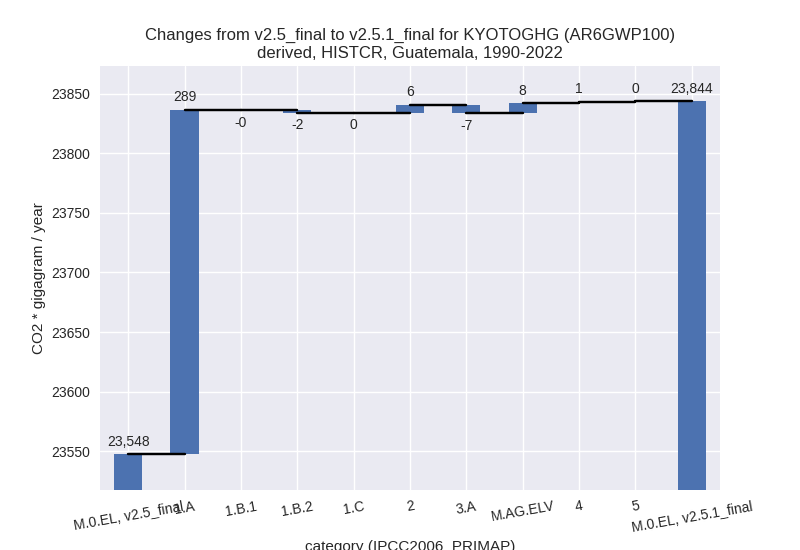 Changes from v2.5_final to v2.5.1_final for KYOTOGHG (AR6GWP100)
derived, HISTCR, Guatemala, 1990-2022
CO2 * gigagram / year
23850
23800
23750
23700
23650
23600
23550
23,548
289
-0
-2
0
6
-7
8
1
0
23,844
M.0.EL, v2.5_final
1.A
1.B.1
1.B.2
1.C
2
3.A
M.AG.ELV
4
5
M.0.EL, v2.5.1_final
category (IPCC2006_PRIMAP)